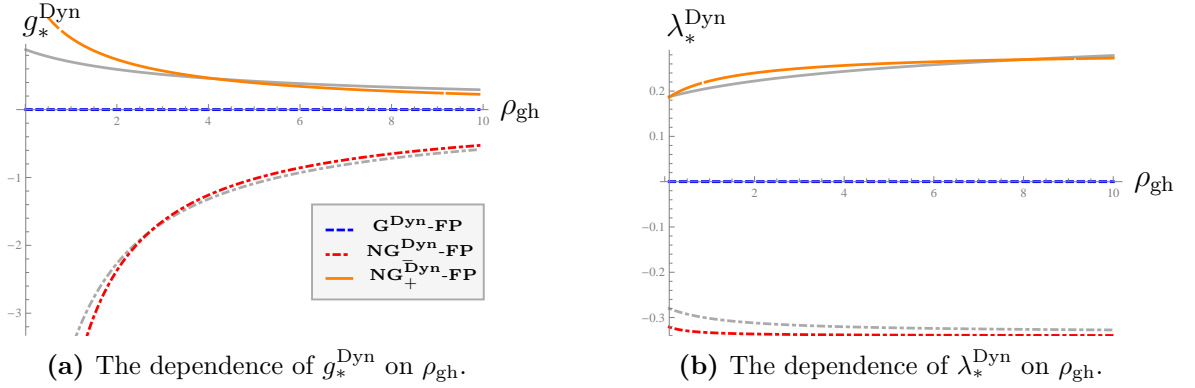 g_*^Dyn
ρ_gh
2 4 6 8 10
-1
-2
-3
G^Dyn-FP
NG_-^Dyn-FP
NG_+^Dyn-FP
(a) The dependence of g_*^Dyn on ρ_gh.
λ_*^Dyn
0.2
0.1
ρ_gh
2 4 6 8 10
-0.1
-0.2
-0.3
(b) The dependence of λ_*^Dyn on ρ_gh.